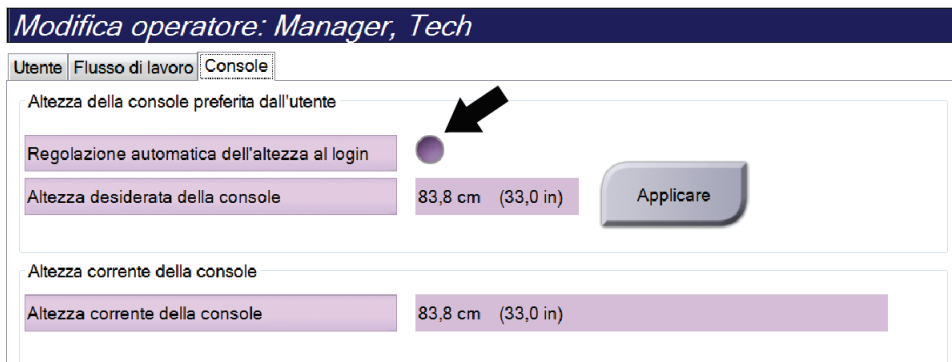 Modifica operatore: Manager, Tech
Utente Flusso di lavoro Console
Altezza della console preferita dall'utente
Regolazione automatica dell'altezza al login
Altezza desiderata della console 83,8 cm (33,0 in) Applicare
Altezza corrente della console
Altezza corrente della console 83,8 cm (33,0 in)